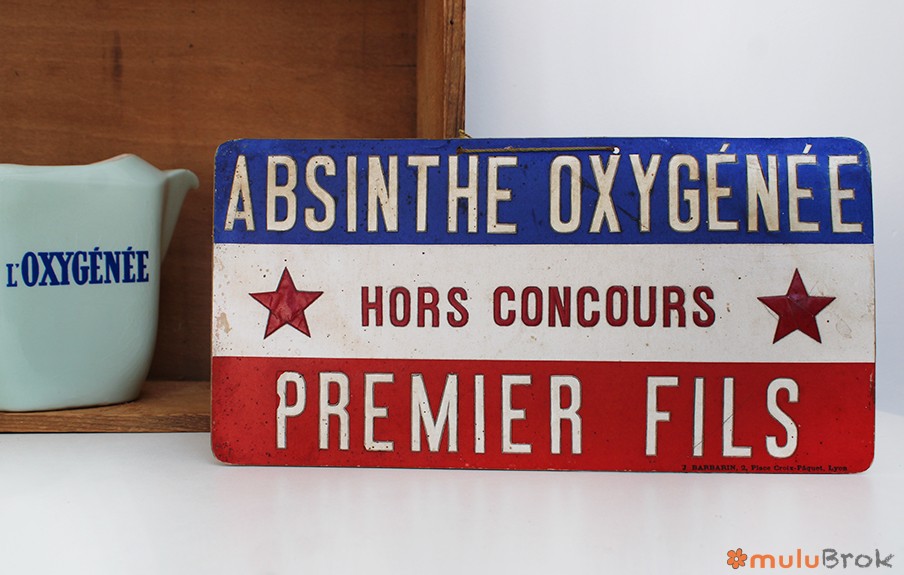 L'OXYGÉNÉE
ABSINTHE OXYGÉNÉE
HORS CONCOURS
PREMIER FILS
J. BARBARIN, 3, Place Croix-Pâquet, Lyon
muluBrok